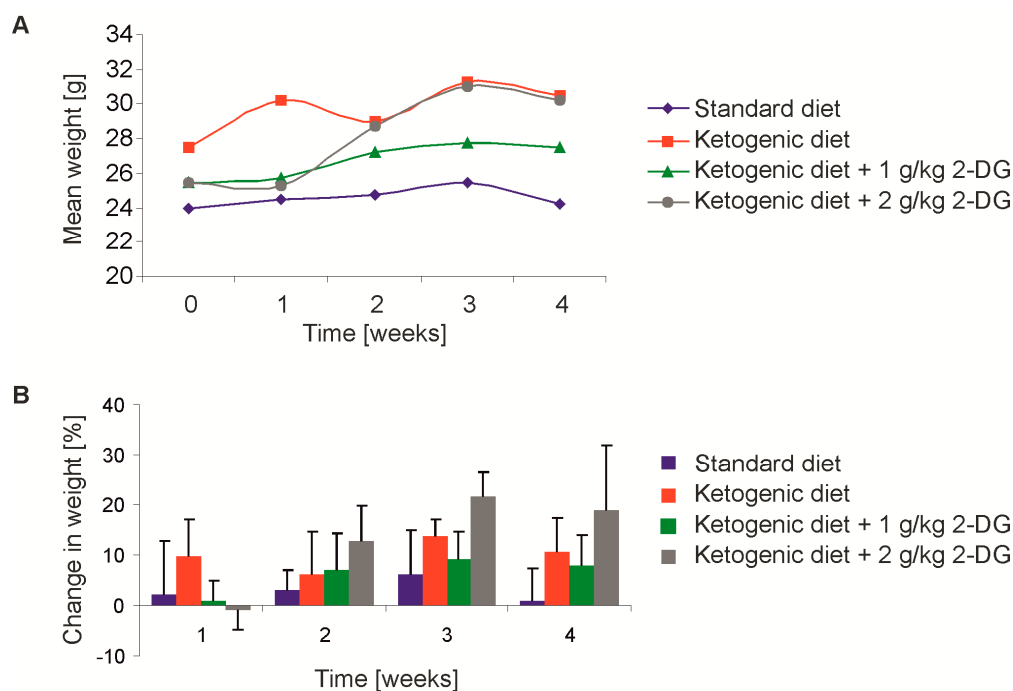 A
Mean weight [g]
34
32
30
28
26
24
22
20
0 1 2 3 4
Time [weeks]
Standard diet
Ketogenic diet
Ketogenic diet + 1 g/kg 2-DG
Ketogenic diet + 2 g/kg 2-DG
B
Change in weight [%]
40
30
20
10
0
-10
1 2 3 4
Time [weeks]
Standard diet
Ketogenic diet
Ketogenic diet + 1 g/kg 2-DG
Ketogenic diet + 2 g/kg 2-DG